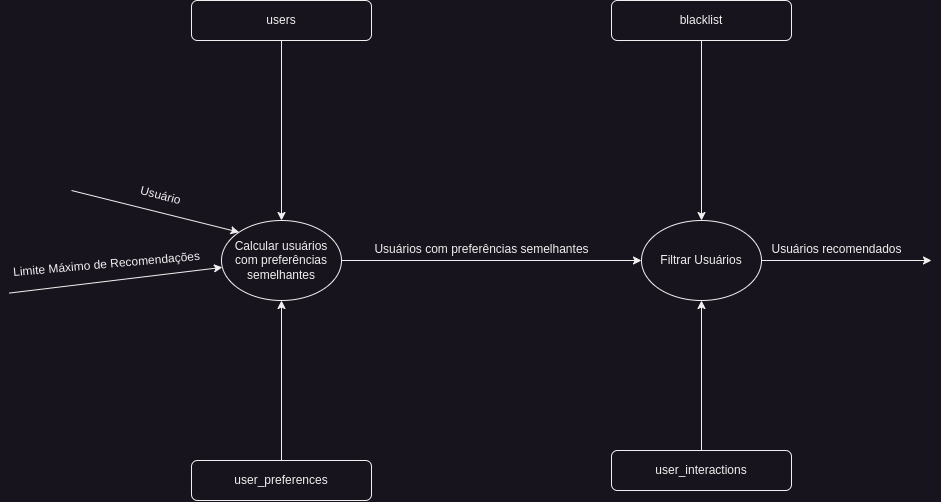 users
blacklist
Usuário
Limite Máximo de Recomendações
Calcular usuários
com preferências
semelhantes
Usuários com preferências semelhantes
Filtrar Usuários
Usuários recomendados
user_preferences
user_interactions